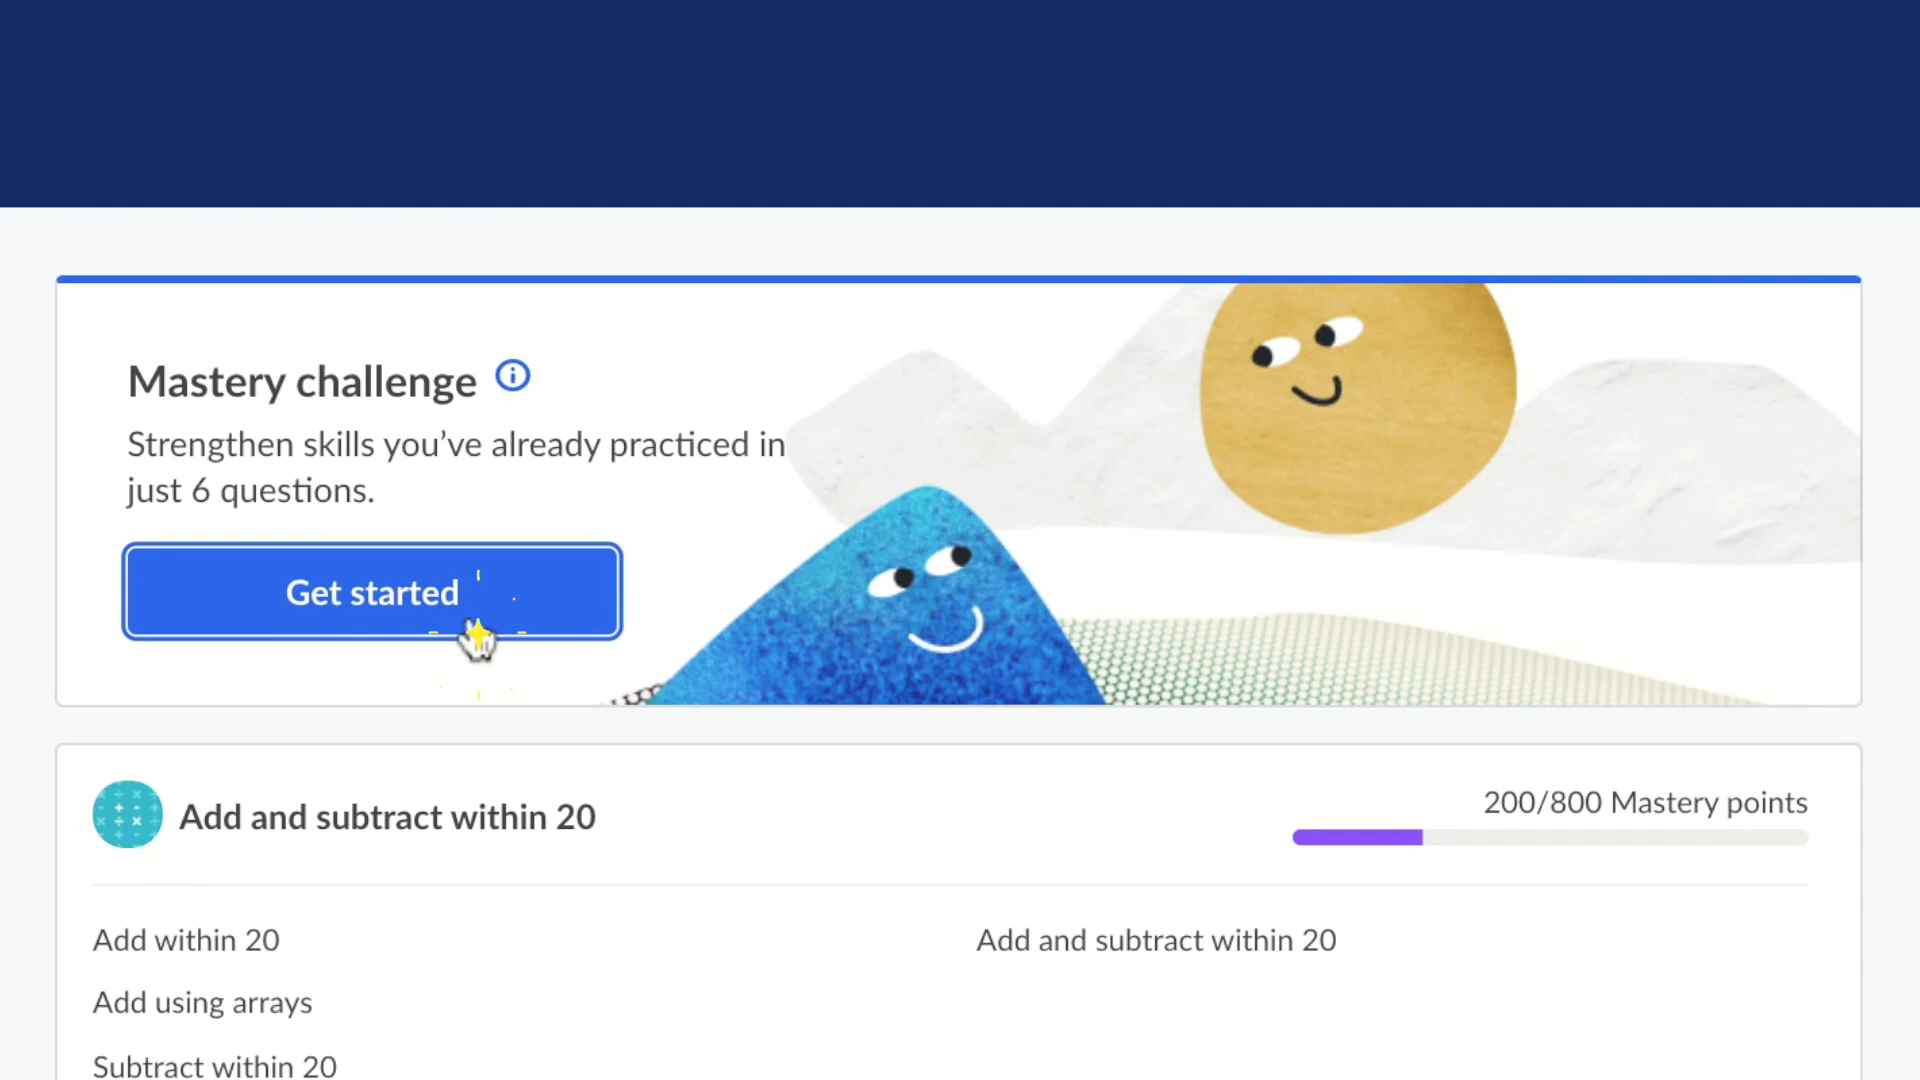 Mastery challenge
Strengthen skills you’ve already practiced in
just 6 questions.
Get started
Add and subtract within 20
200/800 Mastery points
Add within 20
Add and subtract within 20
Add using arrays
Subtract within 20